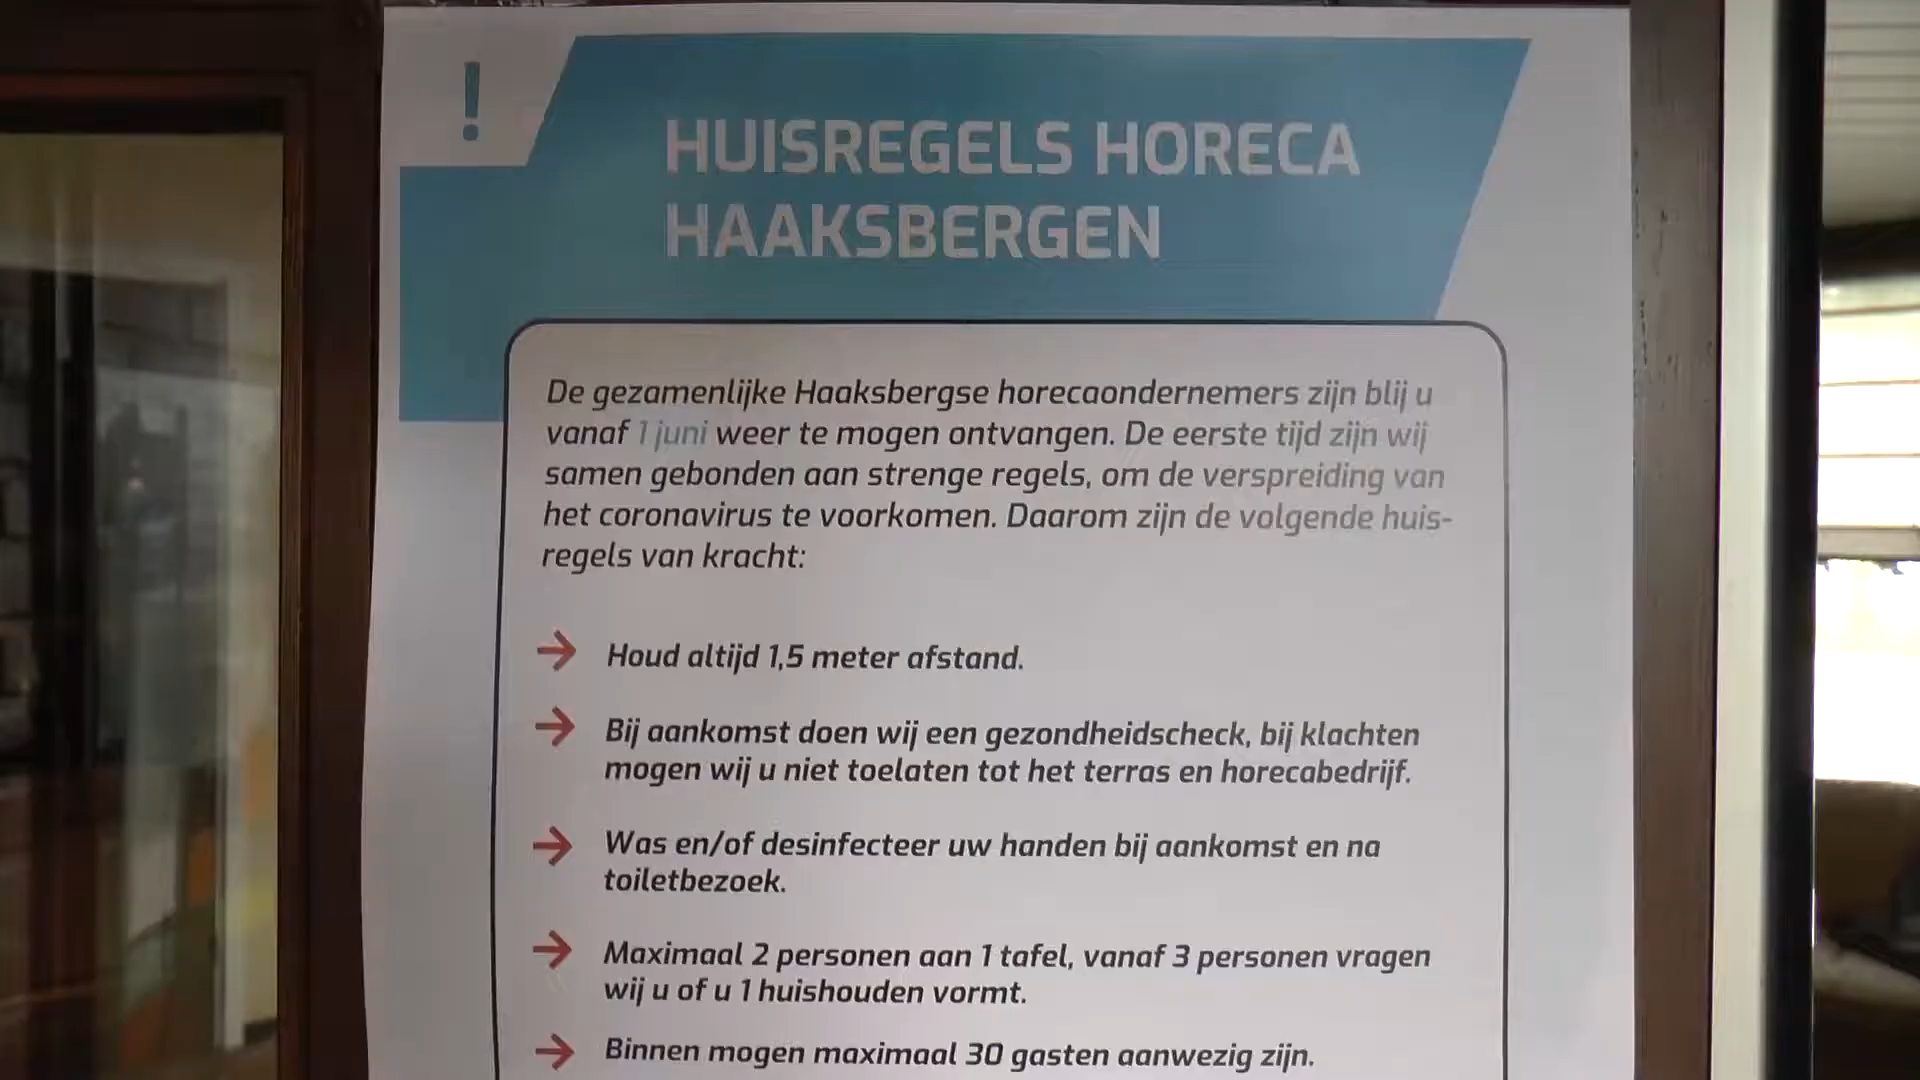 !
HUISREGELS HORECA
HAAKSBERGEN
De gezamenlijke Haaksbergse horecaondernemers zijn blij u
vanaf 1 juni weer te mogen ontvangen. De eerste tijd zijn wij
samen gebonden aan strenge regels, om de verspreiding van
het coronavirus te voorkomen. Daarom zijn de volgende huis-
regels van kracht:
→ Houd altijd 1,5 meter afstand.
→ Bij aankomst doen wij een gezondheidscheck, bij klachten
mogen wij u niet toelaten tot het terras en horecabedrijf.
→ Was en/of desinfecteer uw handen bij aankomst en na
toiletbezoek.
→ Maximaal 2 personen aan 1 tafel, vanaf 3 personen vragen
wij u of u 1 huishouden vormt.
→ Binnen mogen maximaal 30 gasten aanwezig zijn.